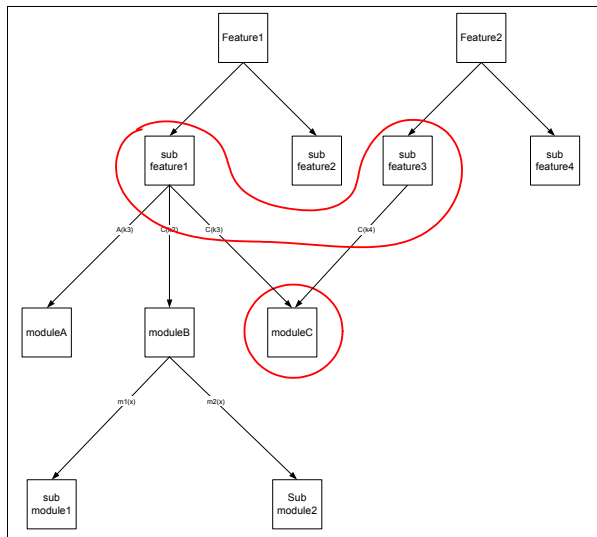 Feature1
Feature2
sub
feature1
sub
feature2
sub
feature3
sub
feature4
A(k3)
C(k2)
C(k3)
C(k4)
moduleA
moduleB
moduleC
m1(x)
m2(x)
sub
module1
Sub
module2